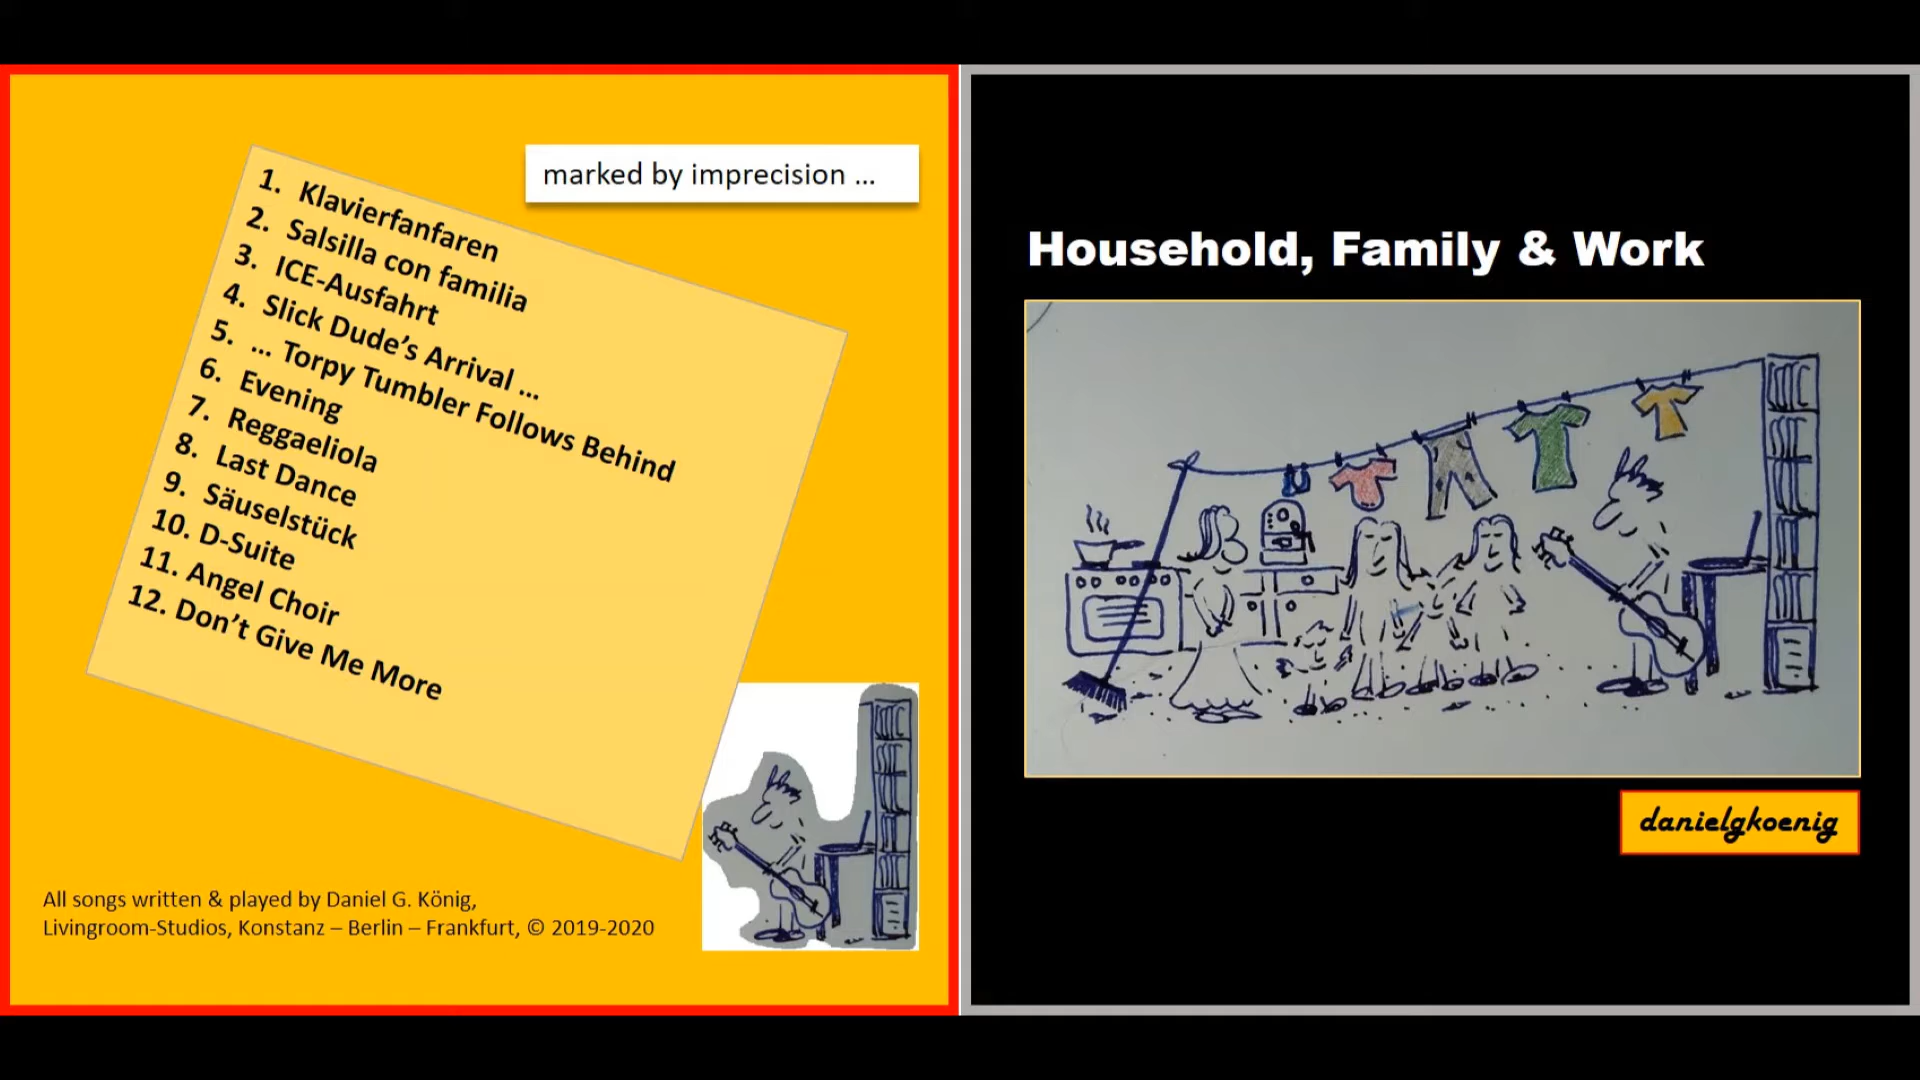 marked by imprecision ...
1. Klavierfanfaren
2. Salsilla con familia
3. ICE-Ausfahrt
4. Slick Dude’s Arrival ...
5. ... Torpy Tumbler Follows Behind
6. Evening
7. Reggaeliola
8. Last Dance
9. Säuselstück
10. D-Suite
11. Angel Choir
12. Don’t Give Me More
All songs written & played by Daniel G. König,
Livingroom-Studios, Konstanz – Berlin – Frankfurt, © 2019-2020
Household, Family & Work
danielgkoenig